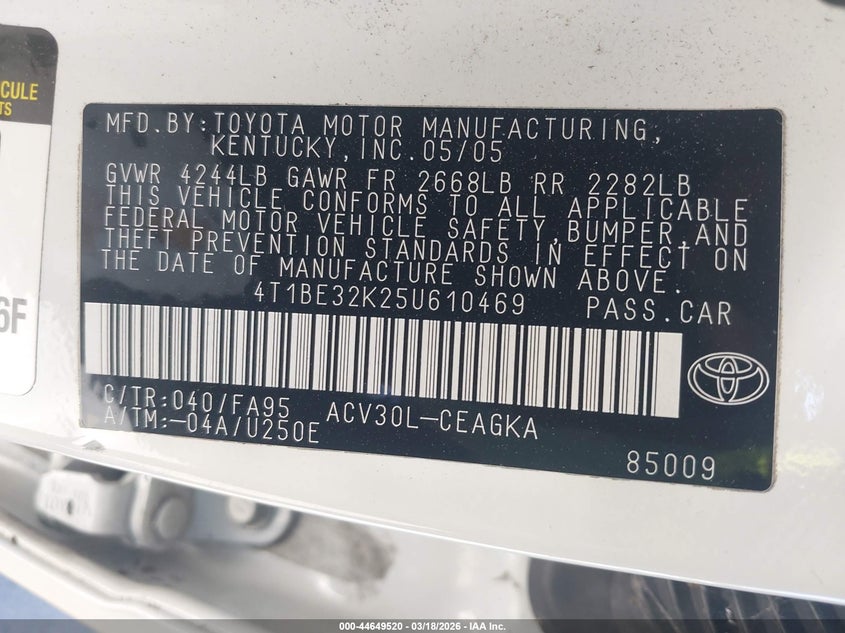 CULE
TS
6F
MFD.BY:TOYOTA MOTOR MANUFACTURING,
KENTUCKY,INC.05/05
GVWR 4244LB GAWR FR 2668LB RR 2282LB
THIS VEHICLE CONFORMS TO ALL APPLICABLE
FEDERAL MOTOR VEHICLE SAFETY,BUMPER,AND
THEFT PREVENTION STANDARDS IN EFFECT ON
THE DATE OF MANUFACTURE SHOWN ABOVE.
4T1BE32K25U610469 PASS.CAR
C/TR:040/FA95 ACV30L-CEAGKA
A/TM:-04A/U250E
85009
000-44649520 - 03/18/2026 - IAA Inc.